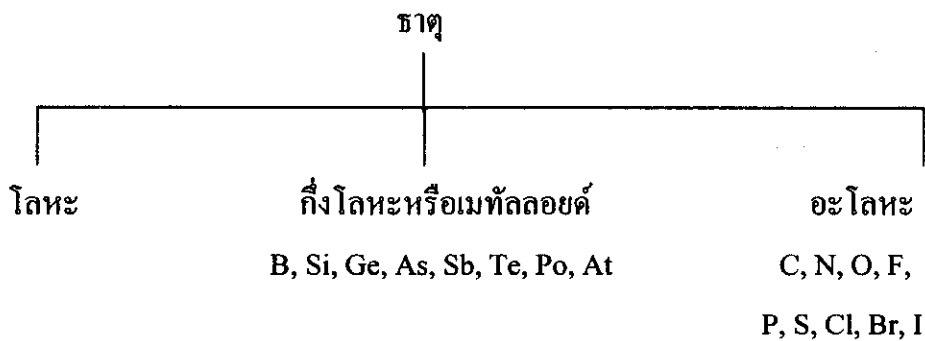 ธาตุ
โลหะ กึ่งโลหะหรือเมทัลลอยด์ อะโลหะ
B, Si, Ge, As, Sb, Te, Po, At C, N, O, F,
P, S, Cl, Br, I